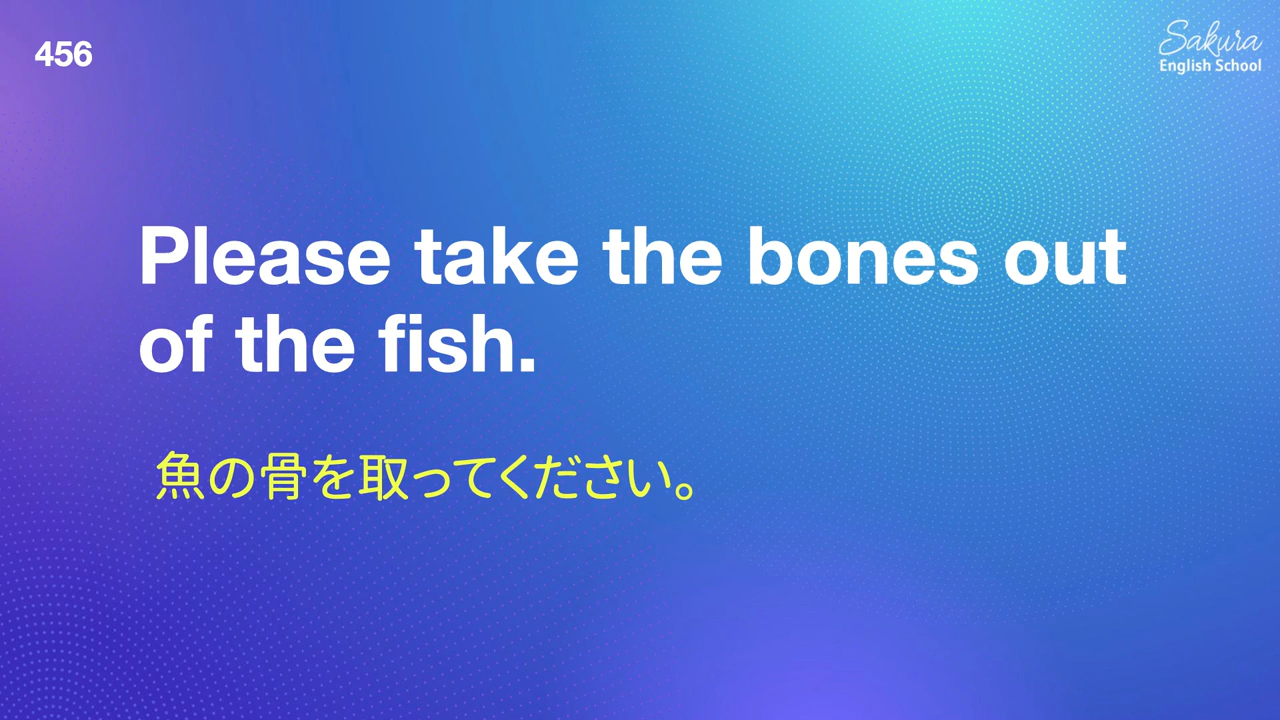 456
Sakura
English School
Please take the bones out
of the fish.
魚の骨を取ってください。